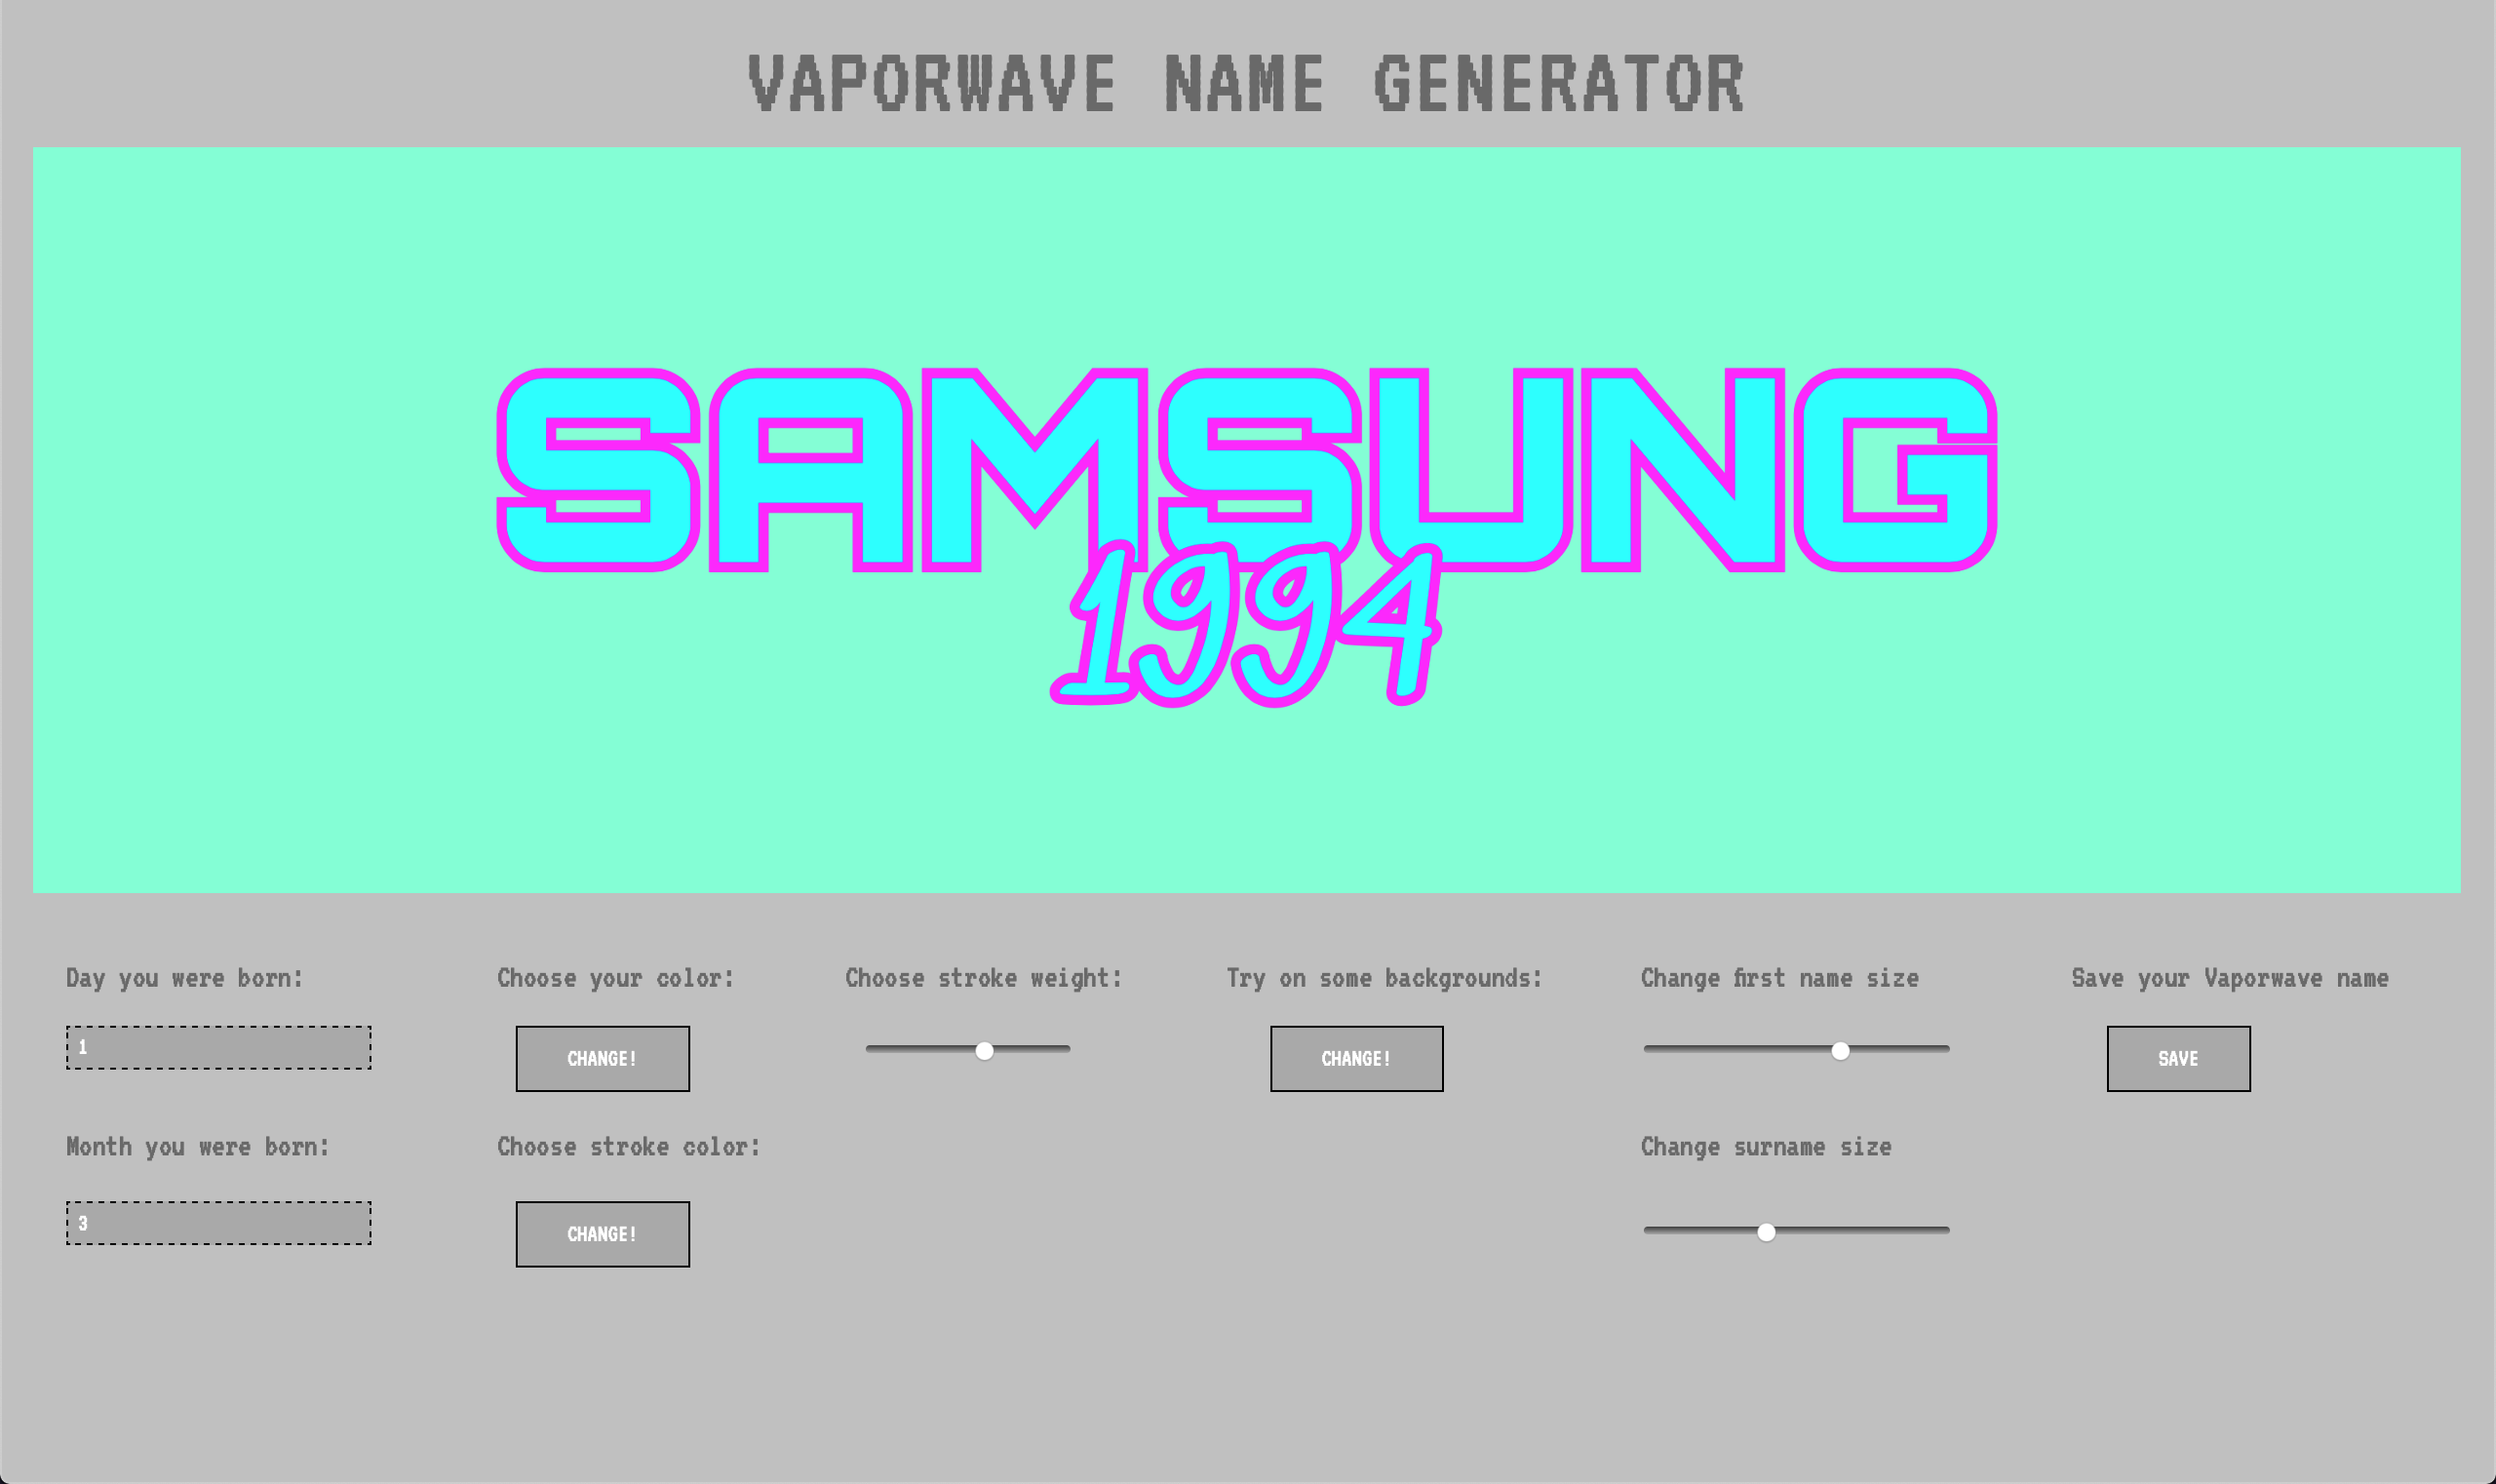 VAPORWAVE NAME GENERATOR
SAMSUNG
1994
Day you were born:
Choose your color:
Choose stroke weight:
Try on some backgrounds:
Change first name size
Save your Vaporwave name
1
CHANGE!
CHANGE!
SAVE
Month you were born:
Choose stroke color:
Change surname size
3
CHANGE!